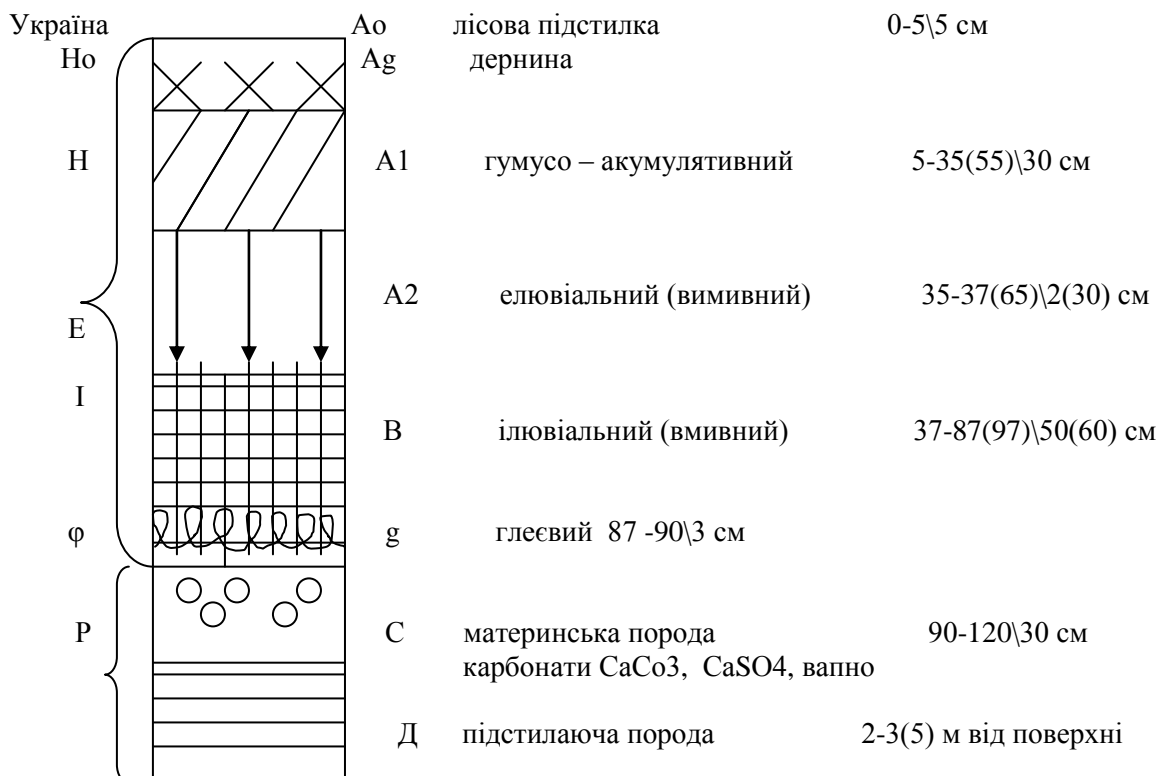 Україна Ао лісова підстилка 0-5\5 см
Но Ag дернина
Н А1 гумусо – акумулятивний 5-35(55)\30 см
А2 елювіальний (вимивний) 35-37(65)\2(30) см
Е
І
В ілювіальний (вмивний) 37-87(97)\50(60) см
φ g глеєвий 87 -90\3 см
Р С материнська порода 90-120\30 см
карбонати СаСо3, CaSO4, вапно
Д підстилаюча порода 2-3(5) м від поверхні